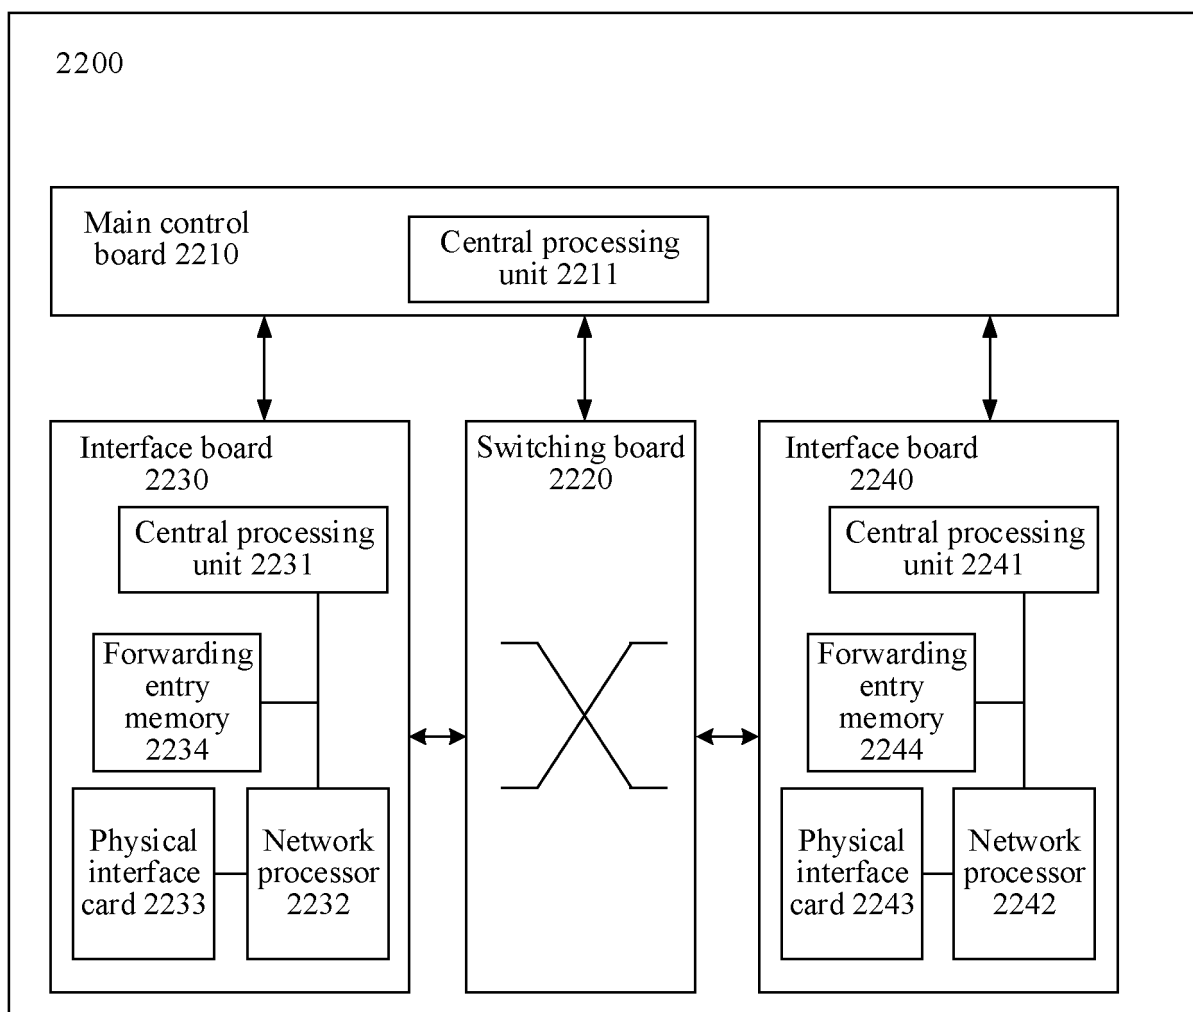 2200
Main control
board 2210
Central processing
unit 2211
Interface board
2230
Central processing
unit 2231
Forwarding
entry
memory
2234
Physical
interface
card 2233
Network
processor
2232
Switching board
2220
Interface board
2240
Central processing
unit 2241
Forwarding
entry
memory
2244
Physical
interface
card 2243
Network
processor
2242